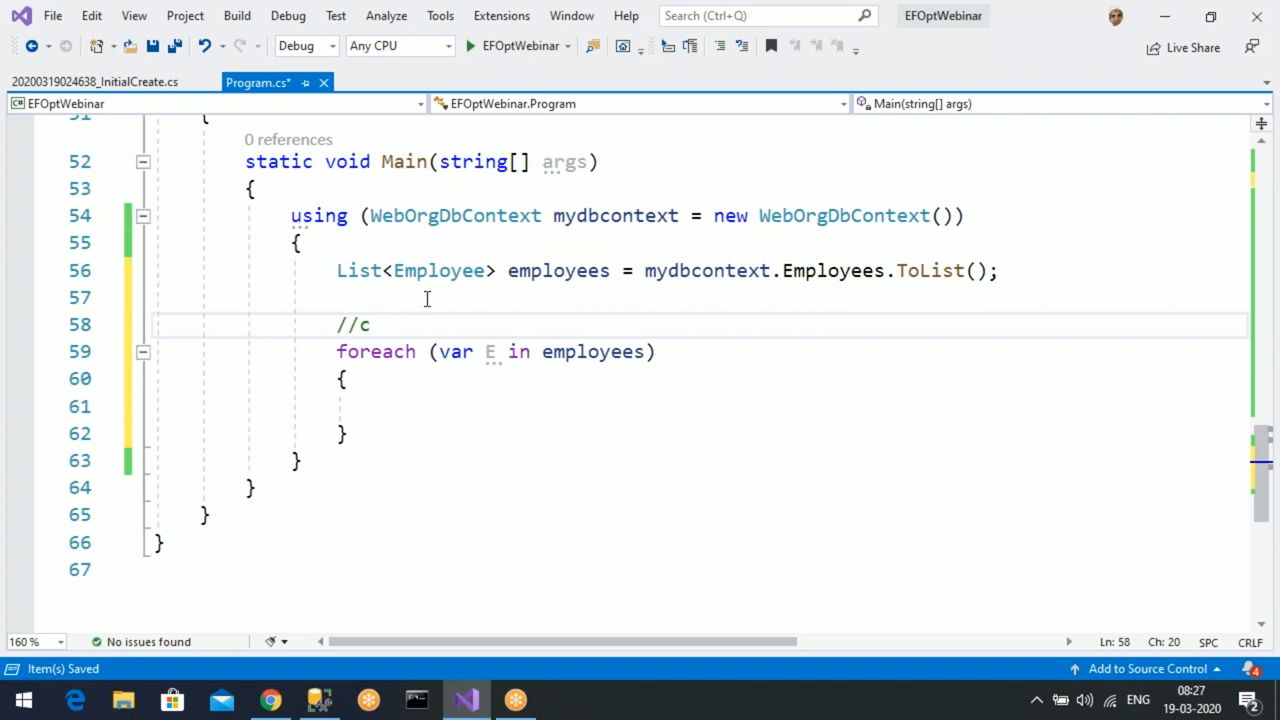 File Edit View Project Build Debug Test Analyze Tools Extensions Window Help Search (Ctrl+Q) EFOptWebinar
Debug Any CPU EFOptWebinar Live Share
20200319024638_InitialCreate.cs Program.cs*
EFOptWebinar EFOptWebinar.Program Main(string[] args)
51 {
0 references
52 static void Main(string[] args)
53 {
54 using (WebOrgDbContext mydbcontext = new WebOrgDbContext())
55 {
56 List<Employee> employees = mydbcontext.Employees.ToList();
57
58 //c
59 foreach (var E in employees)
60 {
61
62 }
63 }
64 }
65 }
66 }
67
160 % No issues found Ln: 58 Ch: 20 SPC CRLF
Item(s) Saved Add to Source Control 4
ENG 08:27 19-03-2020 2